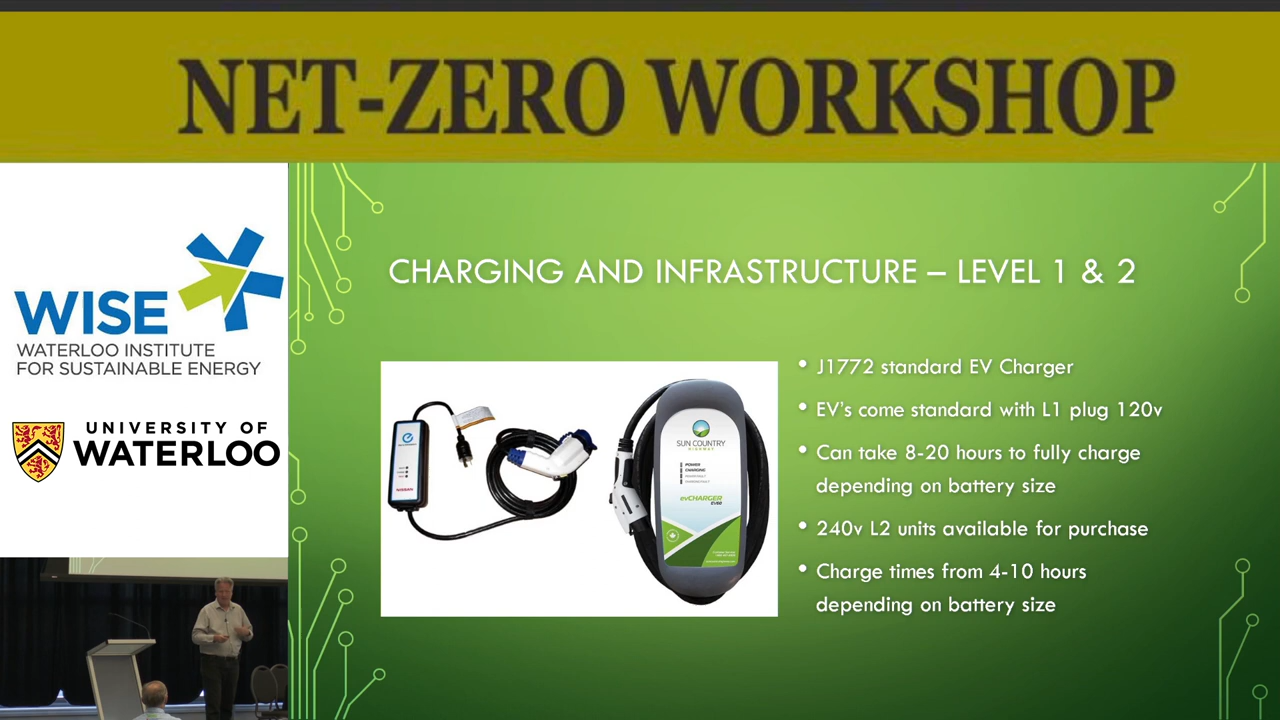 NET-ZERO WORKSHOP
WISE
WATERLOO INSTITUTE
FOR SUSTAINABLE ENERGY
UNIVERSITY OF
WATERLOO
CHARGING AND INFRASTRUCTURE – LEVEL 1 & 2
NISSAN
SUN COUNTRY
HIGHWAY
POWER
CHARGING
evCHARGER
EV60
• J1772 standard EV Charger
• EV's come standard with L1 plug 120v
• Can take 8-20 hours to fully charge
depending on battery size
• 240v L2 units available for purchase
• Charge times from 4-10 hours
depending on battery size